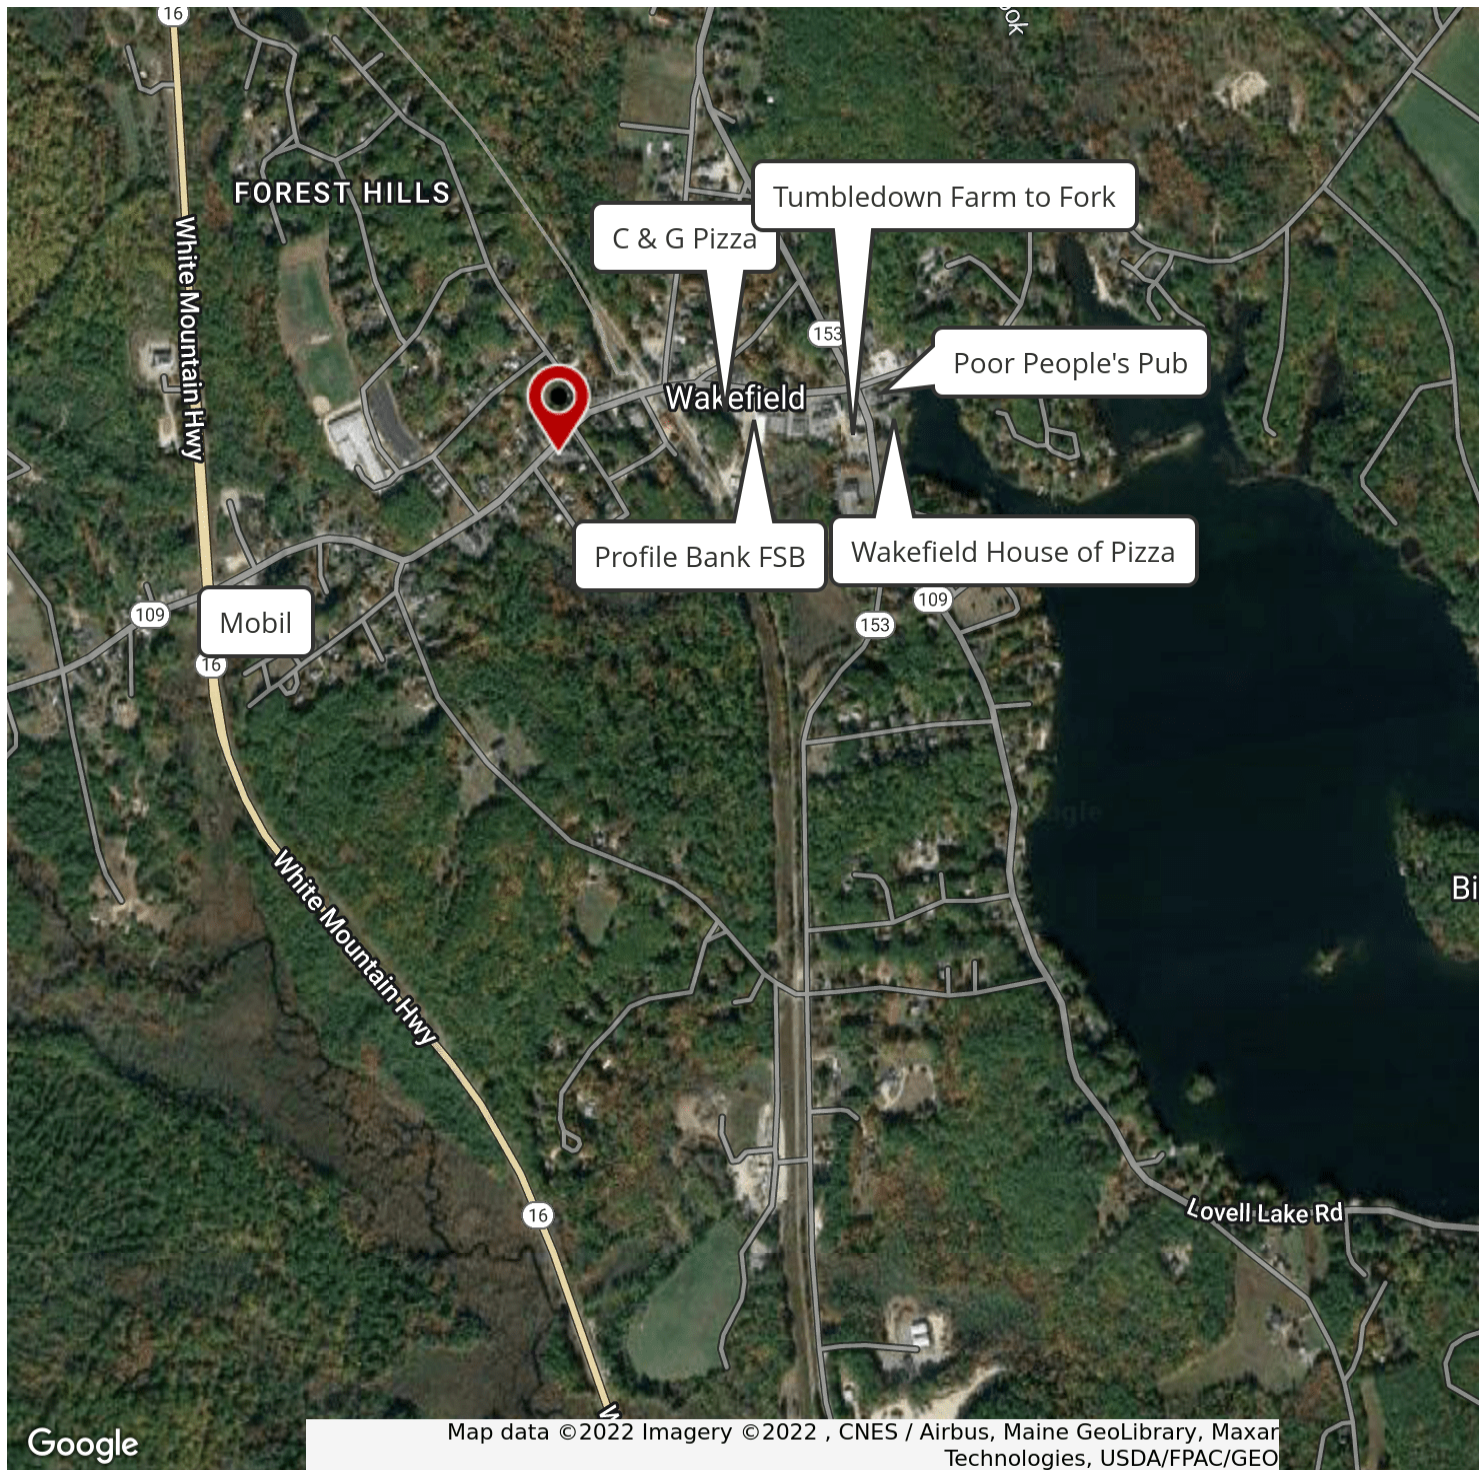 16
ook
FOREST HILLS
Tumbledown Farm to Fork
C & G Pizza
White Mountain Hwy
153
Poor People's Pub
Wakefield
Profile Bank FSB
Wakefield House of Pizza
109
Mobil
109
153
16
White Mountain Hwy
Bi
16
Lovell Lake Rd
W
Google
Map data ©2022 Imagery ©2022 , CNES / Airbus, Maine GeoLibrary, Maxar
Technologies, USDA/FPAC/GEO